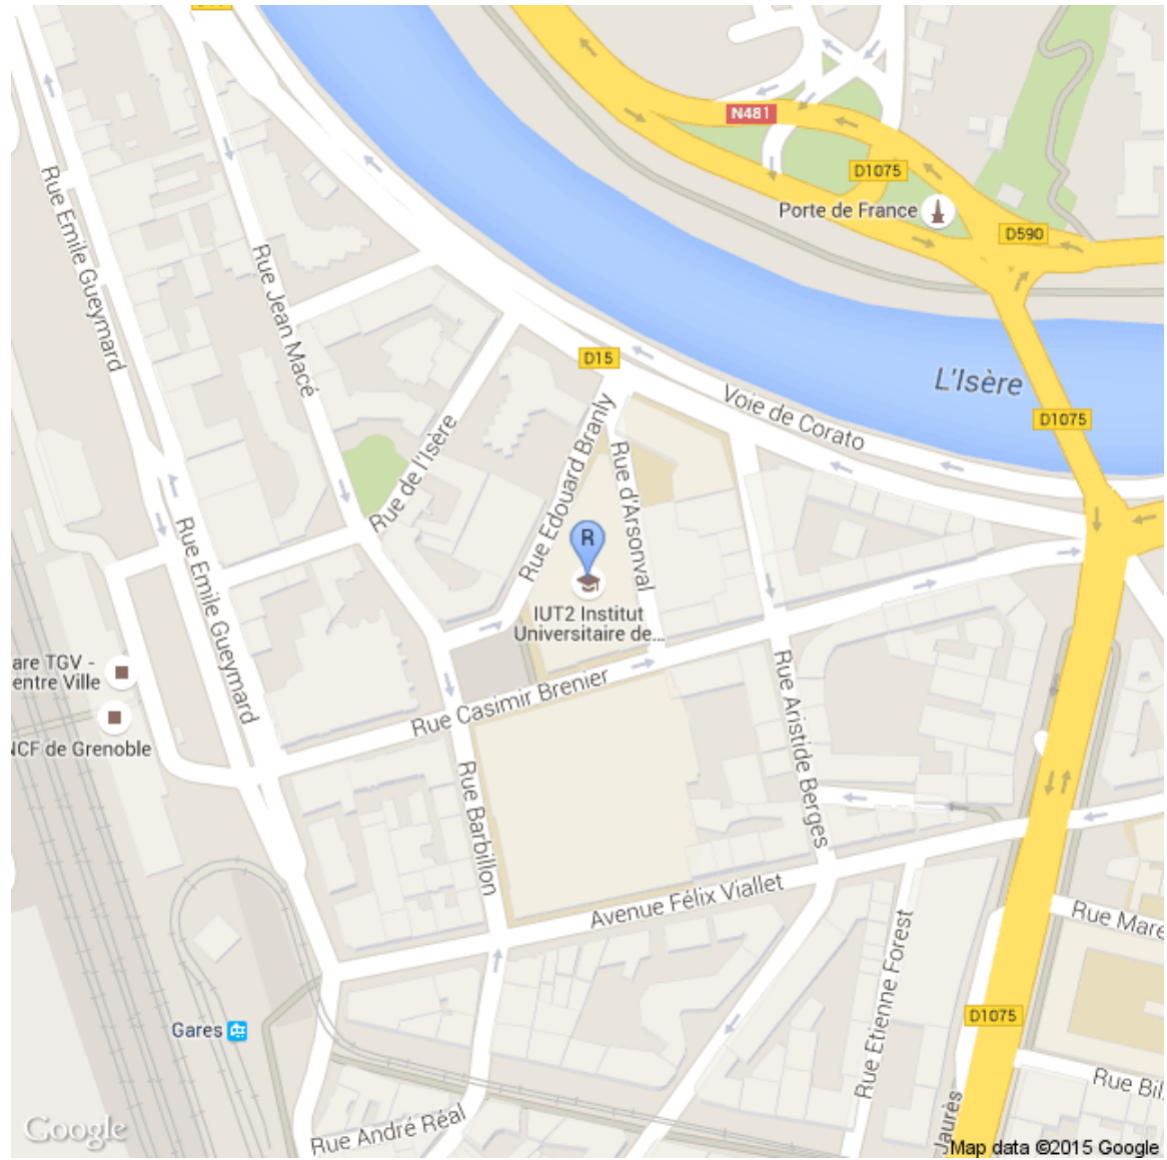 N481
D1075
Porte de France
D590
Rue Emile Gueymard
Rue Jean Macé
D15
L'Isère
Voie de Corato
D1075
Rue de l'Isère
Rue Edouard Branly
Rue d'Arsonval
R
IUT2 Institut
Universitaire de...
Rue Emile Gueymard
are TGV -
entre Ville
NCF de Grenoble
Rue Casimir Brenier
Rue Aristide Berges
Rue Barbillon
Avenue Félix Viallet
Rue Mare
Rue Etienne Forest
D1075
Gares
Rue Bil
Jaurès
Rue André Réal
Google
Map data ©2015 Google